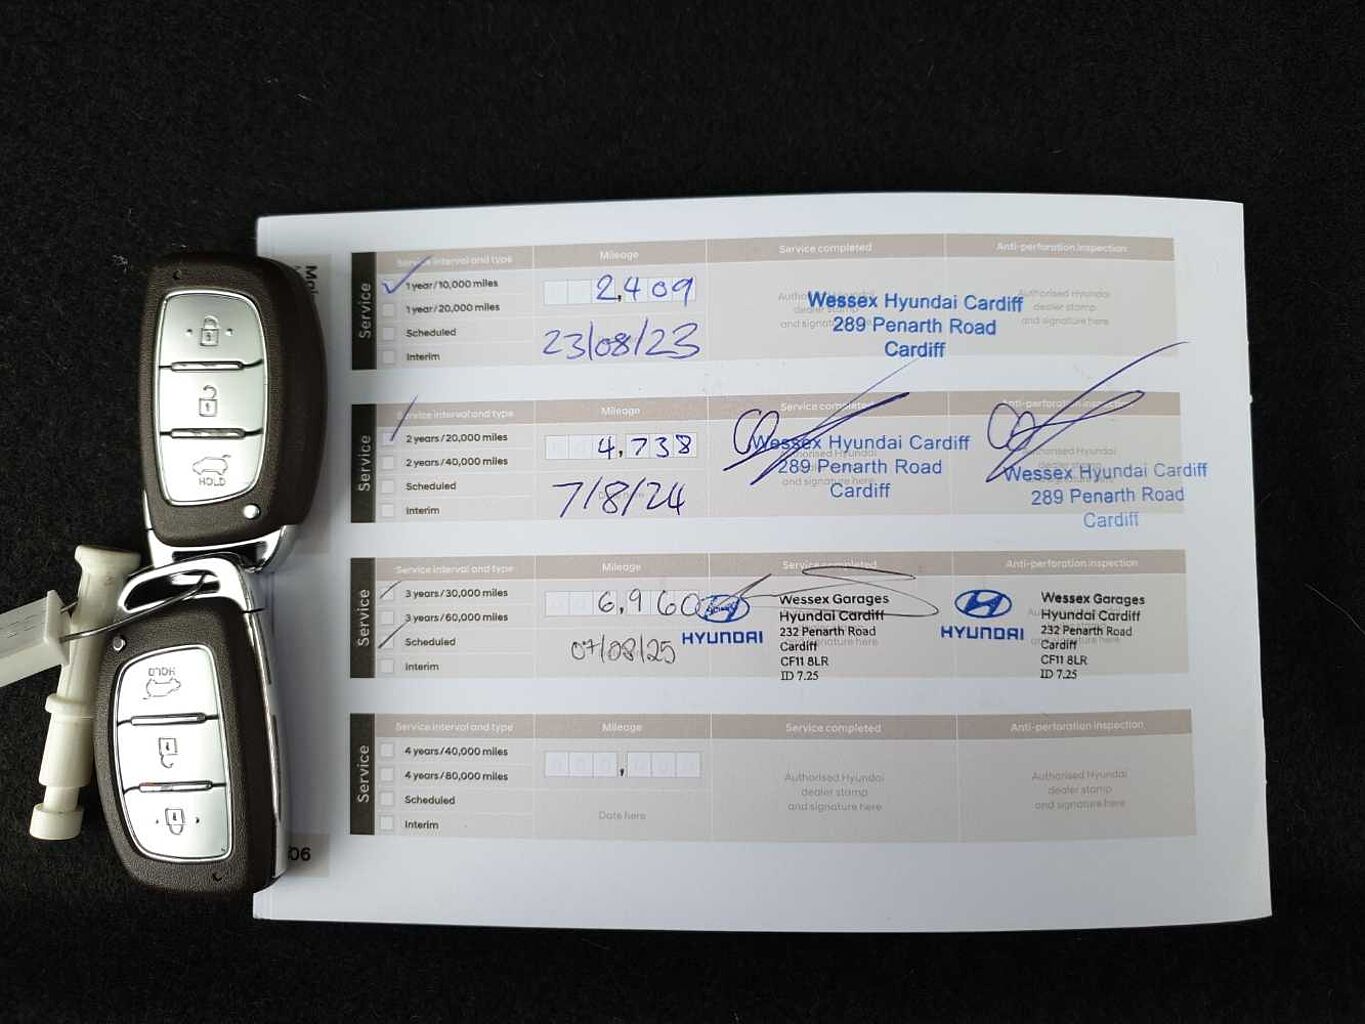 Service
Service interval and type
Mileage
Service completed
Anti-perforation inspection
1 year/10,000 miles
1 year/20,000 miles
Scheduled
Interim
2,409
23/08/23
Authorised Hyundai
dealer stamp
and signature here
Wessex Hyundai Cardiff
289 Penarth Road
Cardiff
Authorised Hyundai
dealer stamp
and signature here
Service
Service interval and type
Mileage
Service completed
Anti-perforation inspection
2 years/20,000 miles
2 years/40,000 miles
Scheduled
Interim
4,738
7/8/24
Wessex Hyundai Cardiff
289 Penarth Road
Cardiff
Wessex Hyundai Cardiff
289 Penarth Road
Cardiff
Service
Service interval and type
Mileage
Service completed
Anti-perforation inspection
3 years/30,000 miles
3 years/60,000 miles
Scheduled
Interim
6,960
07/08/25
HYUNDAI
Wessex Garages
Hyundai Cardiff
232 Penarth Road
Cardiff
CF11 8LR
ID 7.25
HYUNDAI
Wessex Garages
Hyundai Cardiff
232 Penarth Road
Cardiff
CF11 8LR
ID 7.25
Service
Service interval and type
Mileage
Service completed
Anti-perforation inspection
4 years/40,000 miles
4 years/80,000 miles
Scheduled
Interim
Date here
Authorised Hyundai
dealer stamp
and signature here
Authorised Hyundai
dealer stamp
and signature here
HOLD
HOLD